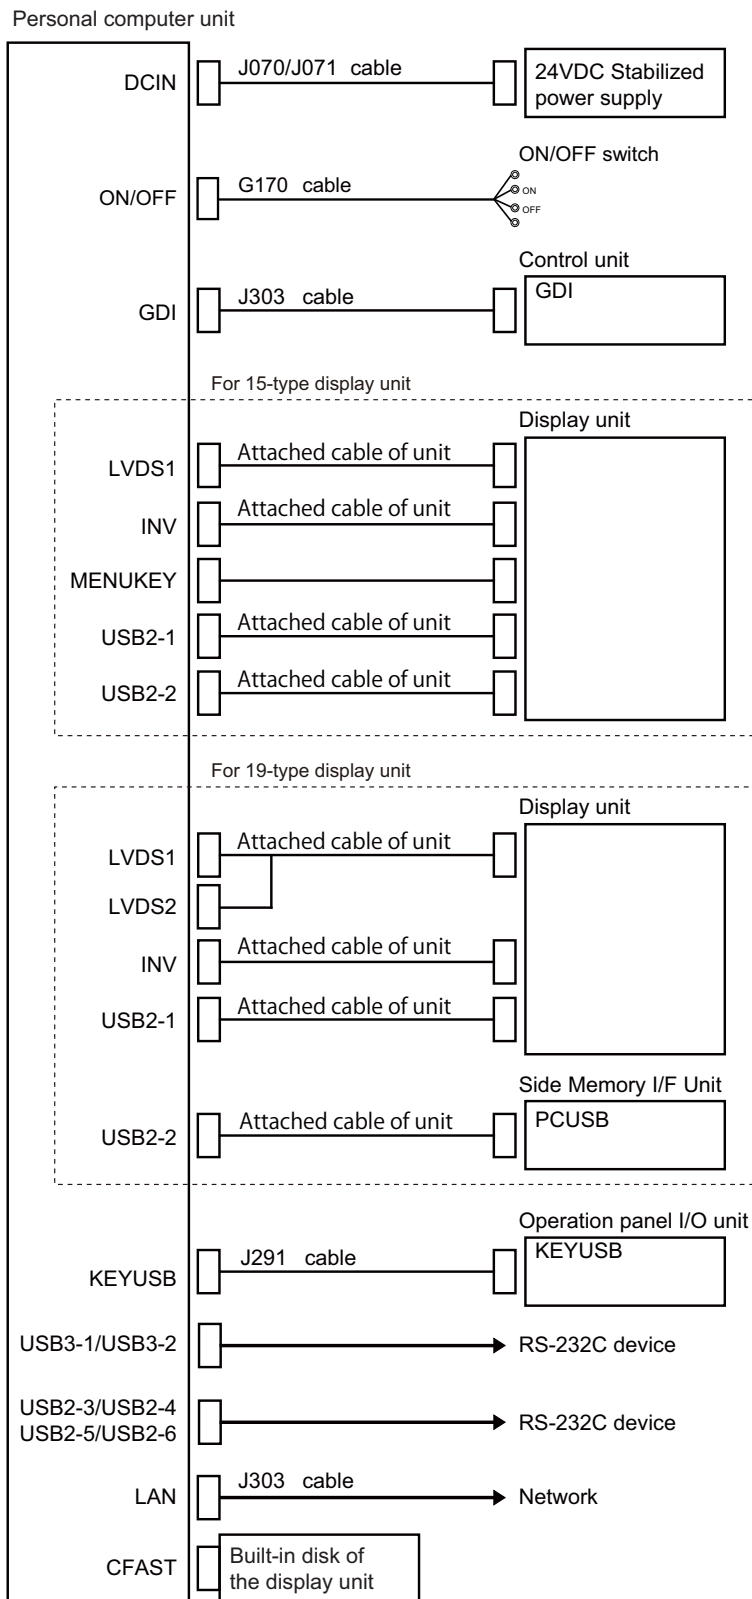 Personal computer unit
DCIN
J070/J071 cable
24VDC Stabilized
power supply
ON/OFF switch
ON/OFF
G170 cable
ON
OFF
Control unit
GDI
J303 cable
GDI
For 15-type display unit
Display unit
LVDS1
Attached cable of unit
INV
Attached cable of unit
MENUKEY
USB2-1
Attached cable of unit
USB2-2
Attached cable of unit
For 19-type display unit
Display unit
LVDS1
Attached cable of unit
LVDS2
INV
Attached cable of unit
USB2-1
Attached cable of unit
Side Memory I/F Unit
USB2-2
Attached cable of unit
PCUSB
Operation panel I/O unit
KEYUSB
J291 cable
KEYUSB
USB3-1/USB3-2
RS-232C device
USB2-3/USB2-4
USB2-5/USB2-6
RS-232C device
LAN
J303 cable
Network
CFAST
Built-in disk of
the display unit